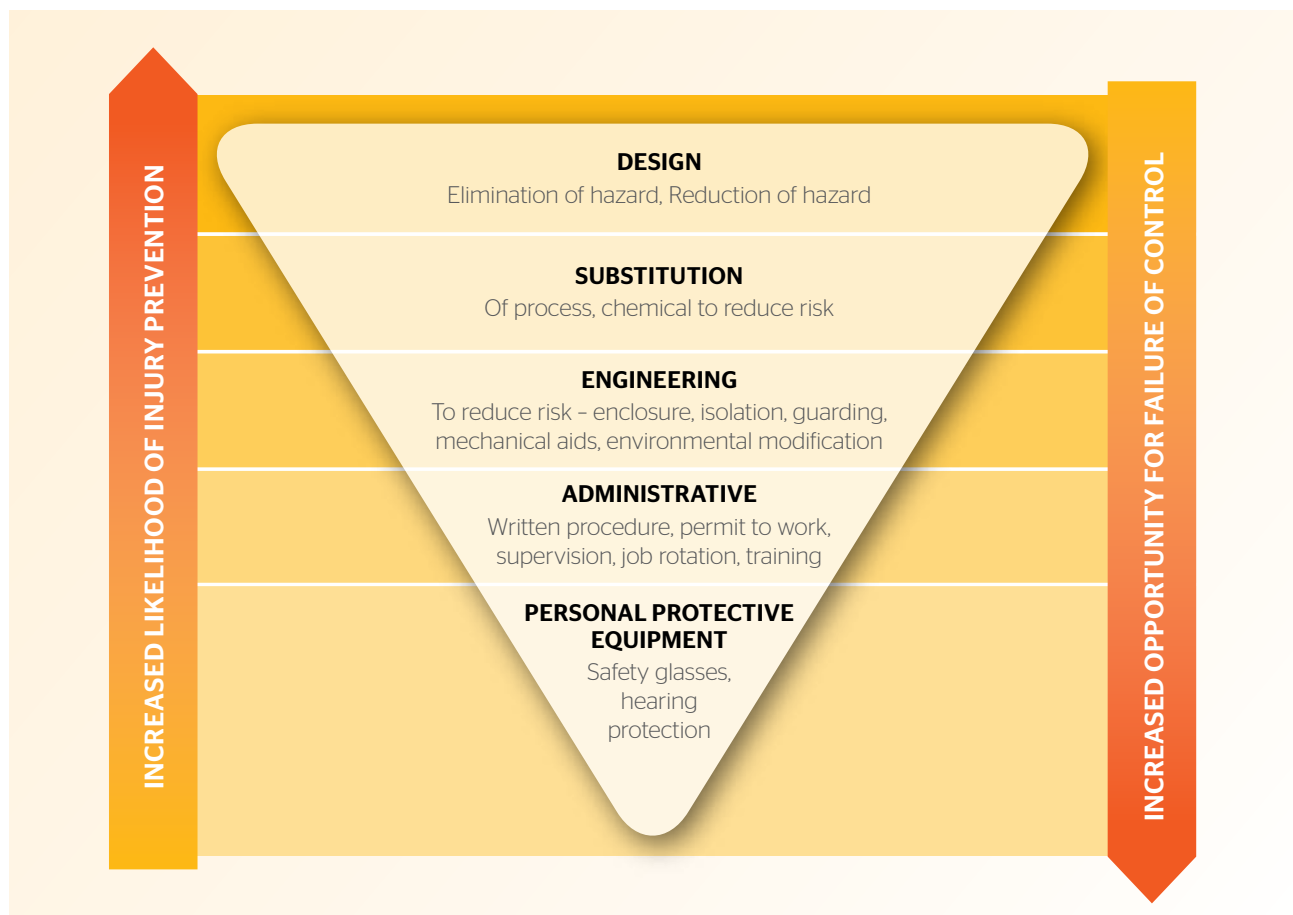 INCREASED LIKELIHOOD OF INJURY PREVENTION
DESIGN
Elimination of hazard, Reduction of hazard
SUBSTITUTION
Of process, chemical to reduce risk
ENGINEERING
To reduce risk – enclosure, isolation, guarding,
mechanical aids, environmental modification
ADMINISTRATIVE
Written procedure, permit to work,
supervision, job rotation, training
PERSONAL PROTECTIVE
EQUIPMENT
Safety glasses,
hearing
protection
INCREASED OPPORTUNITY FOR FAILURE OF CONTROL